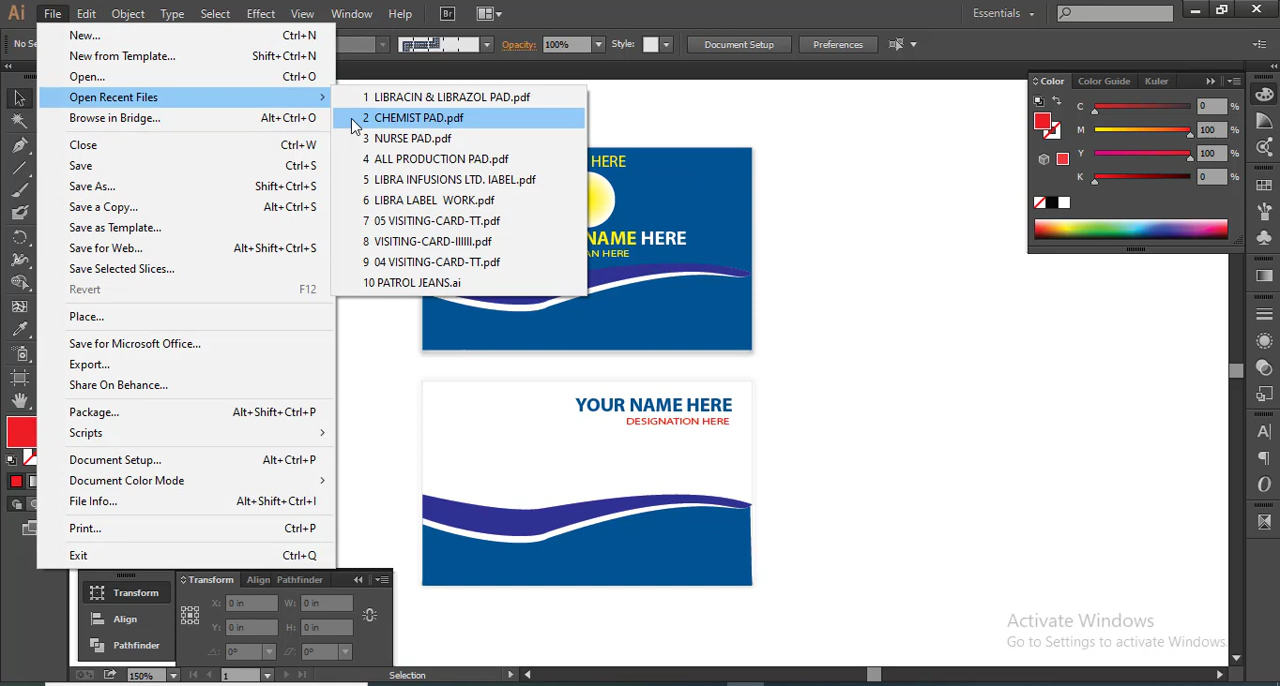 Ai File Edit Object Type Select Effect View Window Help Br Essentials
No Se Opacity: 100% Style: Document Setup Preferences
New... Ctrl+N
New from Template... Shift+Ctrl+N
Open... Ctrl+O
Open Recent Files
Browse in Bridge... Alt+Ctrl+O
Close Ctrl+W
Save Ctrl+S
Save As... Shift+Ctrl+S
Save a Copy... Alt+Ctrl+S
Save as Template...
Save for Web... Alt+Shift+Ctrl+S
Save Selected Slices...
Revert F12
Place...
Save for Microsoft Office...
Export...
Share On Behance...
Package... Alt+Shift+Ctrl+P
Scripts
Document Setup... Alt+Ctrl+P
Document Color Mode
File Info... Alt+Shift+Ctrl+I
Print... Ctrl+P
Exit Ctrl+Q
1 LIBRACIN & LIBRAZOL PAD.pdf
2 CHEMIST PAD.pdf
3 NURSE PAD.pdf
4 ALL PRODUCTION PAD.pdf
5 LIBRA INFUSIONS LTD. lABEL.pdf
6 LIBRA LABEL WORK.pdf
7 05 VISITING-CARD-TT.pdf
8 VISITING-CARD-IIIIII.pdf
9 04 VISITING-CARD-TT.pdf
10 PATROL JEANS.ai
HERE
NAME HERE
AN HERE
YOUR NAME HERE
DESIGNATION HERE
Color Color Guide Kuler
C 0 %
M 100 %
Y 100 %
K 0 %
Transform
Align
Pathfinder
Transform Align Pathfinder
X: 0 in W: 0 in
Y: 0 in H: 0 in
0° 0°
Activate Windows
Go to Settings to activate Windows.
150% 1 Selection